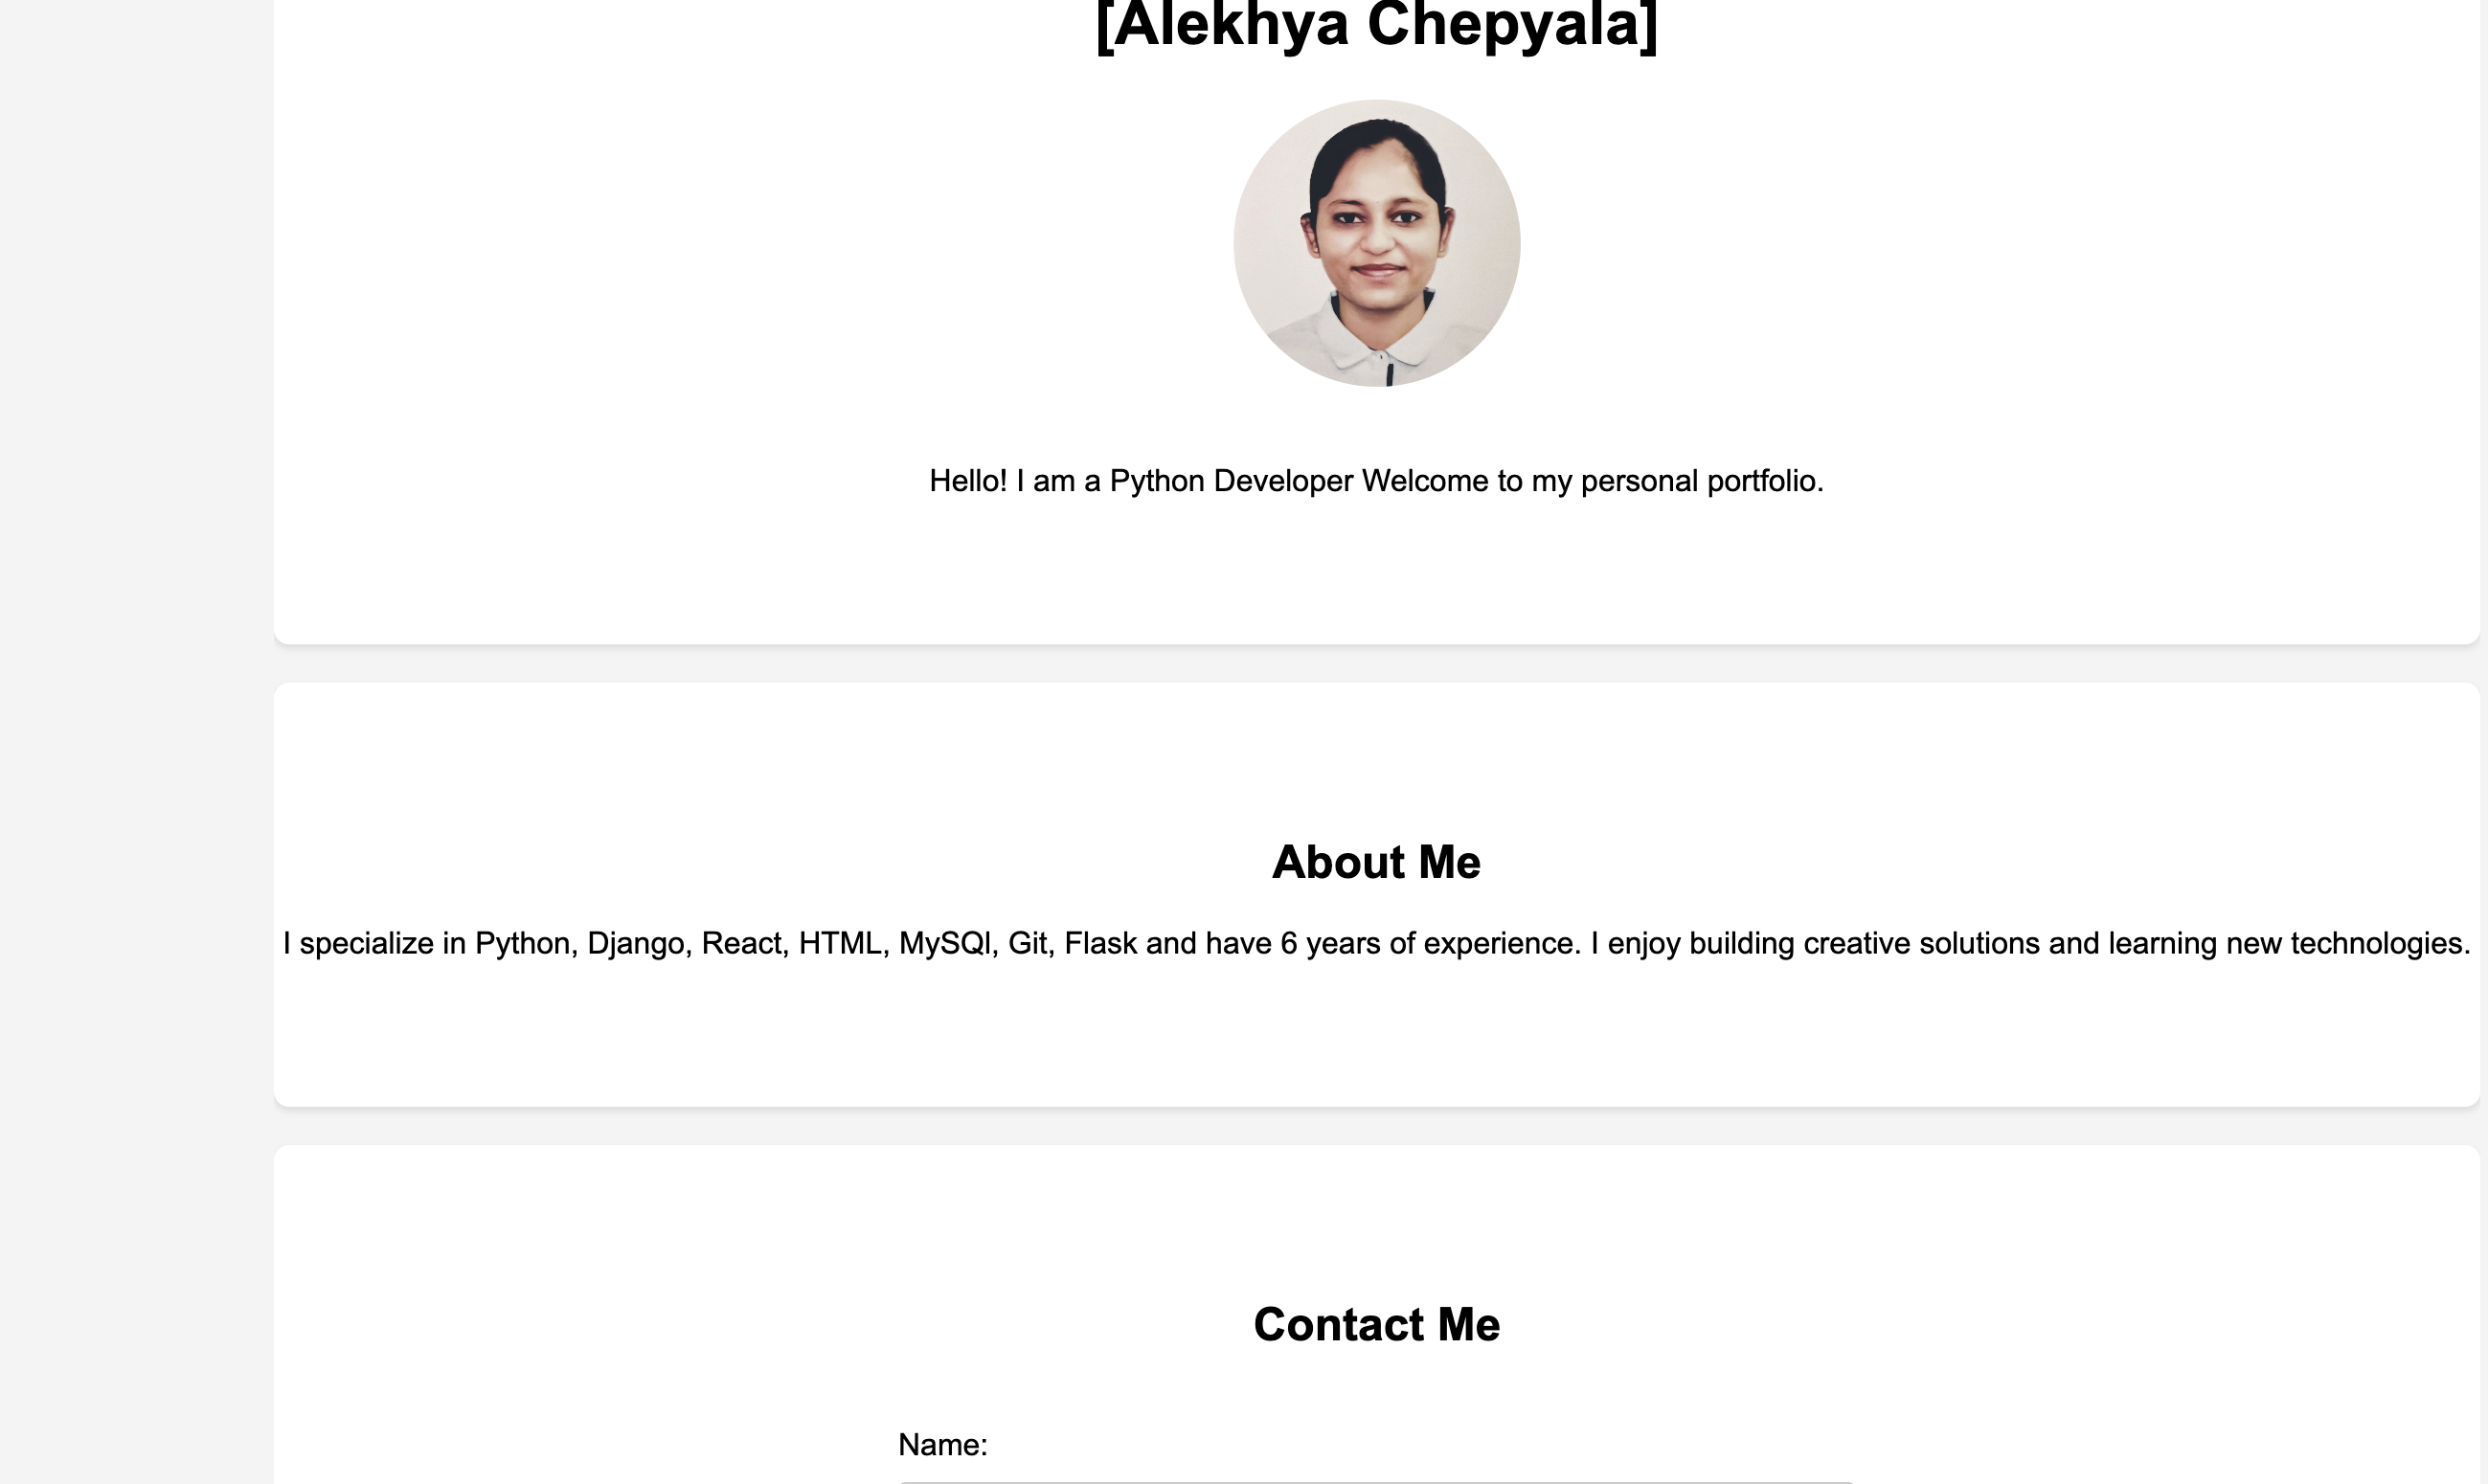 [Alekhya Chepyala]
Hello! I am a Python Developer Welcome to my personal portfolio.
About Me
I specialize in Python, Django, React, HTML, MySQl, Git, Flask and have 6 years of experience. I enjoy building creative solutions and learning new technologies.
Contact Me
Name: